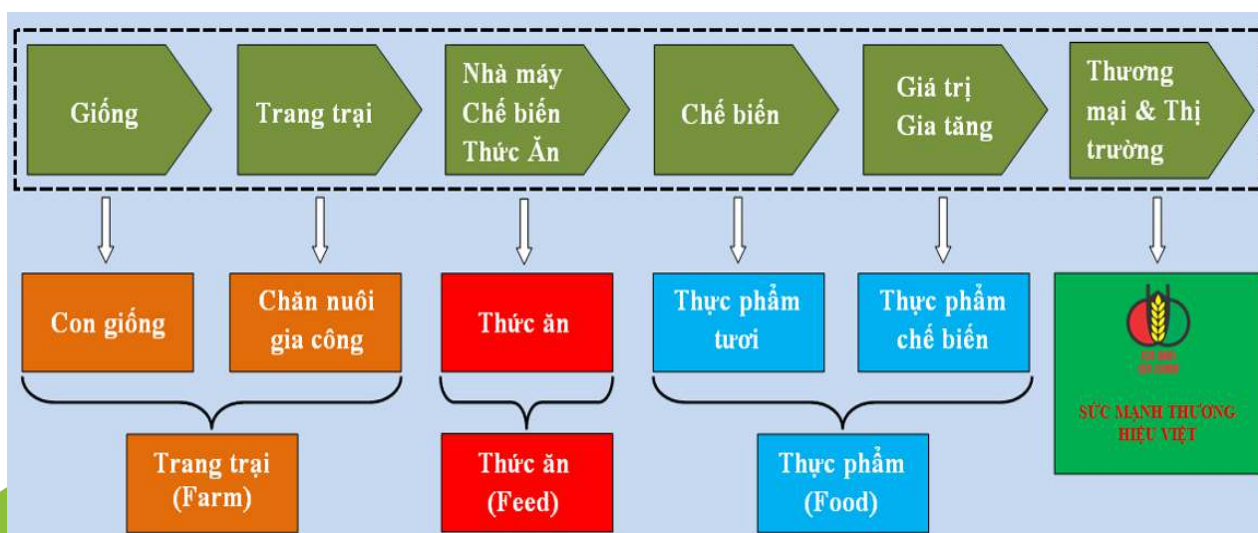 Giống
Trang trại
Nhà máy
Chế biến
Thức Ăn
Chế biến
Giá trị
Gia tăng
Thương
mại & Thị
trường
Con giống
Chăn nuôi
gia công
Thức ăn
Thực phẩm
tươi
Thực phẩm
chế biến
SỨC MẠNH THƯƠNG
HIỆU VIỆT
Trang trại
(Farm)
Thức ăn
(Feed)
Thực phẩm
(Food)